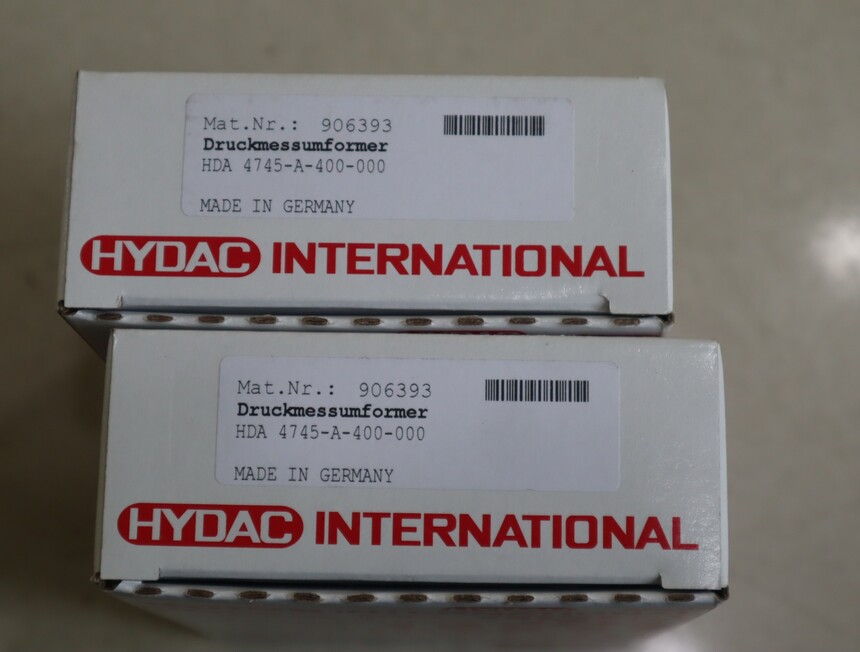 Mat.Nr.: 906393
Druckmessumformer
HDA 4745-A-400-000
MADE IN GERMANY
HYDAC INTERNATIONAL
Mat.Nr.: 906393
Druckmessumformer
HDA 4745-A-400-000
MADE IN GERMANY
HYDAC INTERNATIONAL